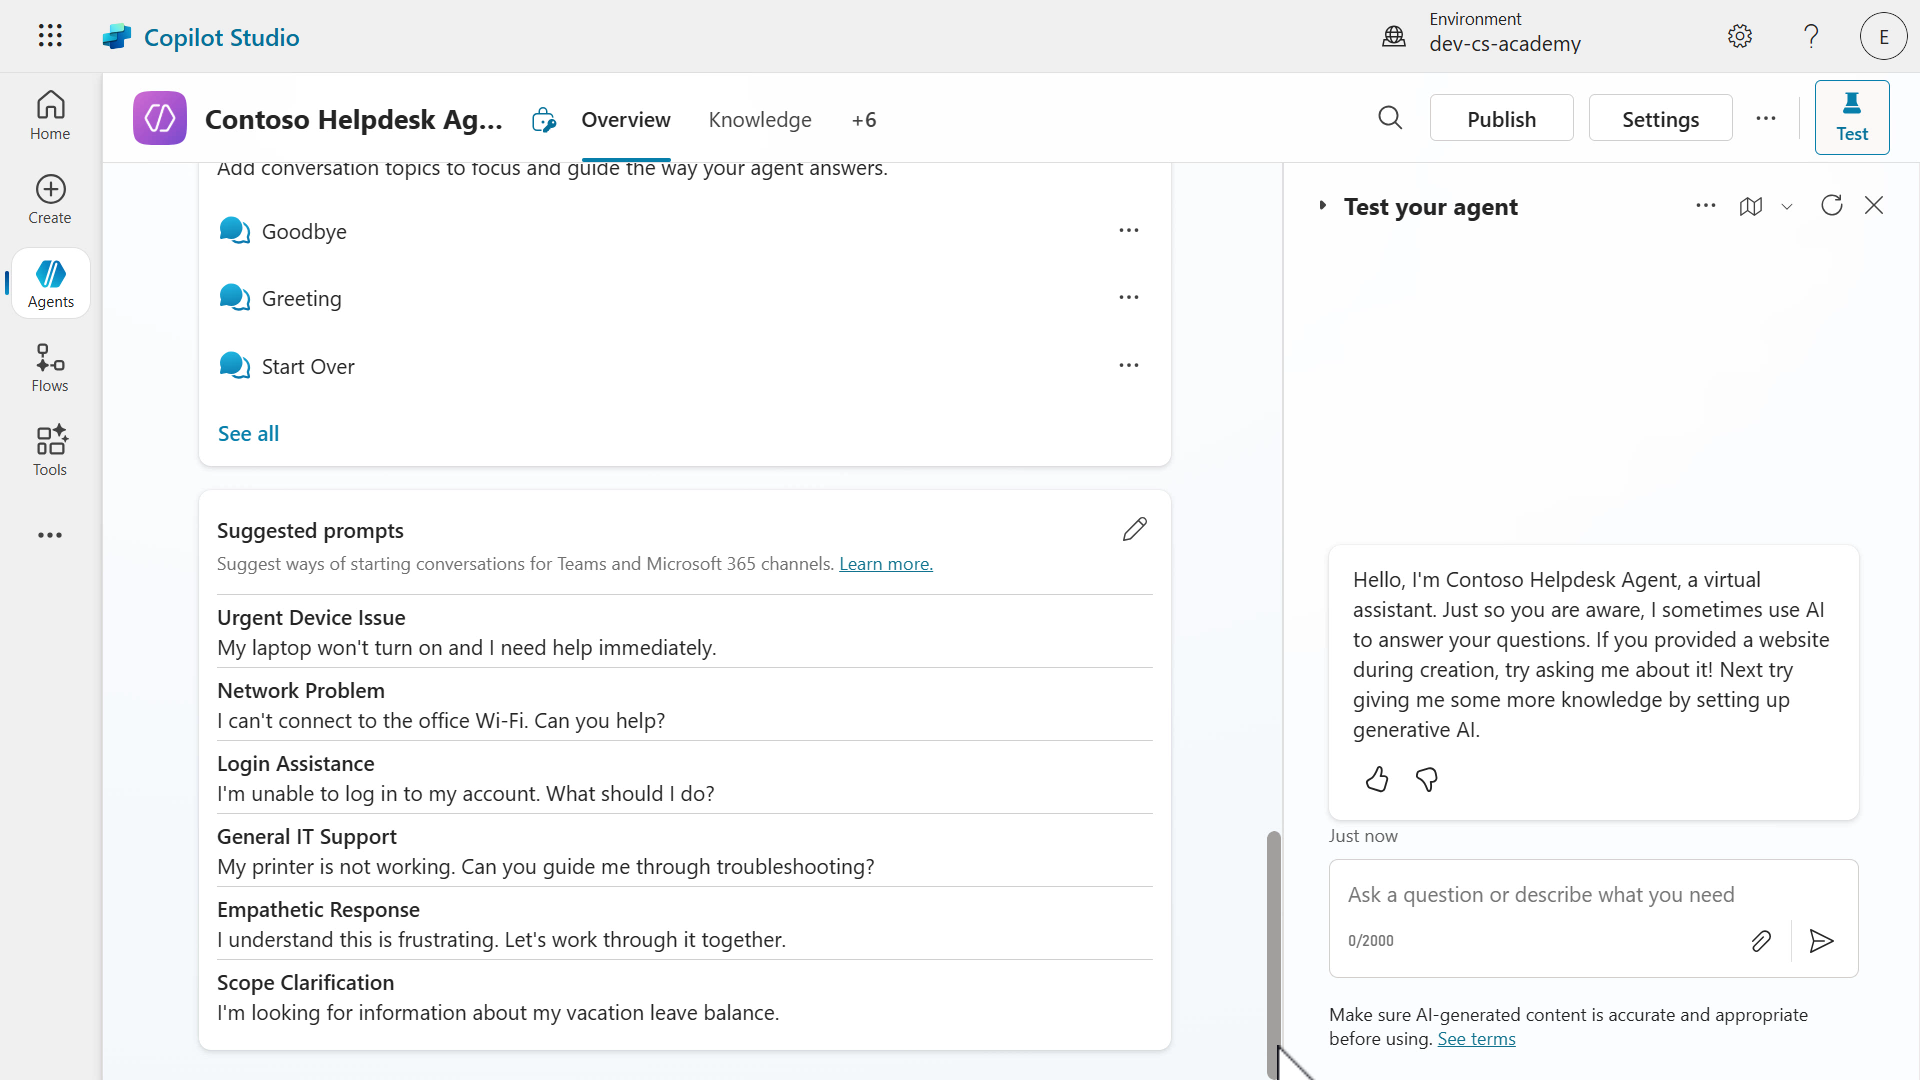 Copilot Studio
Environment
dev-cs-academy
E
Home
Create
Agents
Flows
Tools
Contoso Helpdesk Ag...
Overview
Knowledge
+6
Publish
Settings
Test
Add conversation topics to focus and guide the way your agent answers.
Goodbye
Greeting
Start Over
See all
Suggested prompts
Suggest ways of starting conversations for Teams and Microsoft 365 channels. Learn more.
Urgent Device Issue
My laptop won't turn on and I need help immediately.
Network Problem
I can't connect to the office Wi-Fi. Can you help?
Login Assistance
I'm unable to log in to my account. What should I do?
General IT Support
My printer is not working. Can you guide me through troubleshooting?
Empathetic Response
I understand this is frustrating. Let's work through it together.
Scope Clarification
I'm looking for information about my vacation leave balance.
Test your agent
Hello, I'm Contoso Helpdesk Agent, a virtual
assistant. Just so you are aware, I sometimes use AI
to answer your questions. If you provided a website
during creation, try asking me about it! Next try
giving me some more knowledge by setting up
generative AI.
Just now
Ask a question or describe what you need
0/2000
Make sure AI-generated content is accurate and appropriate
before using. See terms